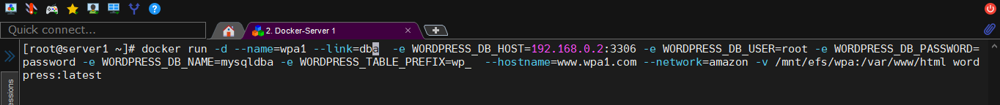 Quick connect...
2. Docker-Server 1
[root@server1 ~]# docker run -d --name=wpa1 --link=dba  -e WORDPRESS_DB_HOST=192.168.0.2:3306 -e WORDPRESS_DB_USER=root -e WORDPRESS_DB_PASSWORD=
password -e WORDPRESS_DB_NAME=mysqldba -e WORDPRESS_TABLE_PREFIX=wp_  --hostname=www.wpa1.com --network=amazon -v /mnt/efs/wpa:/var/www/html word
press:latest
essions